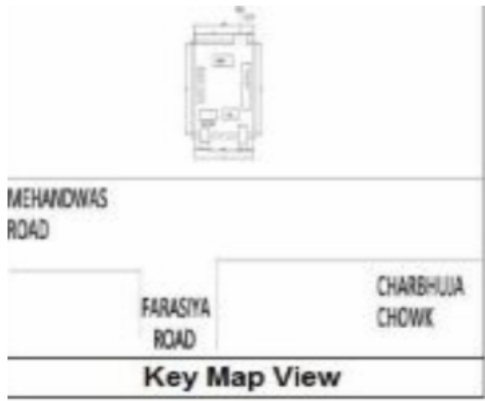 MEHANDWAS
ROAD
FARASIYA
ROAD
CHARBHUJA
CHOWK
Key Map View